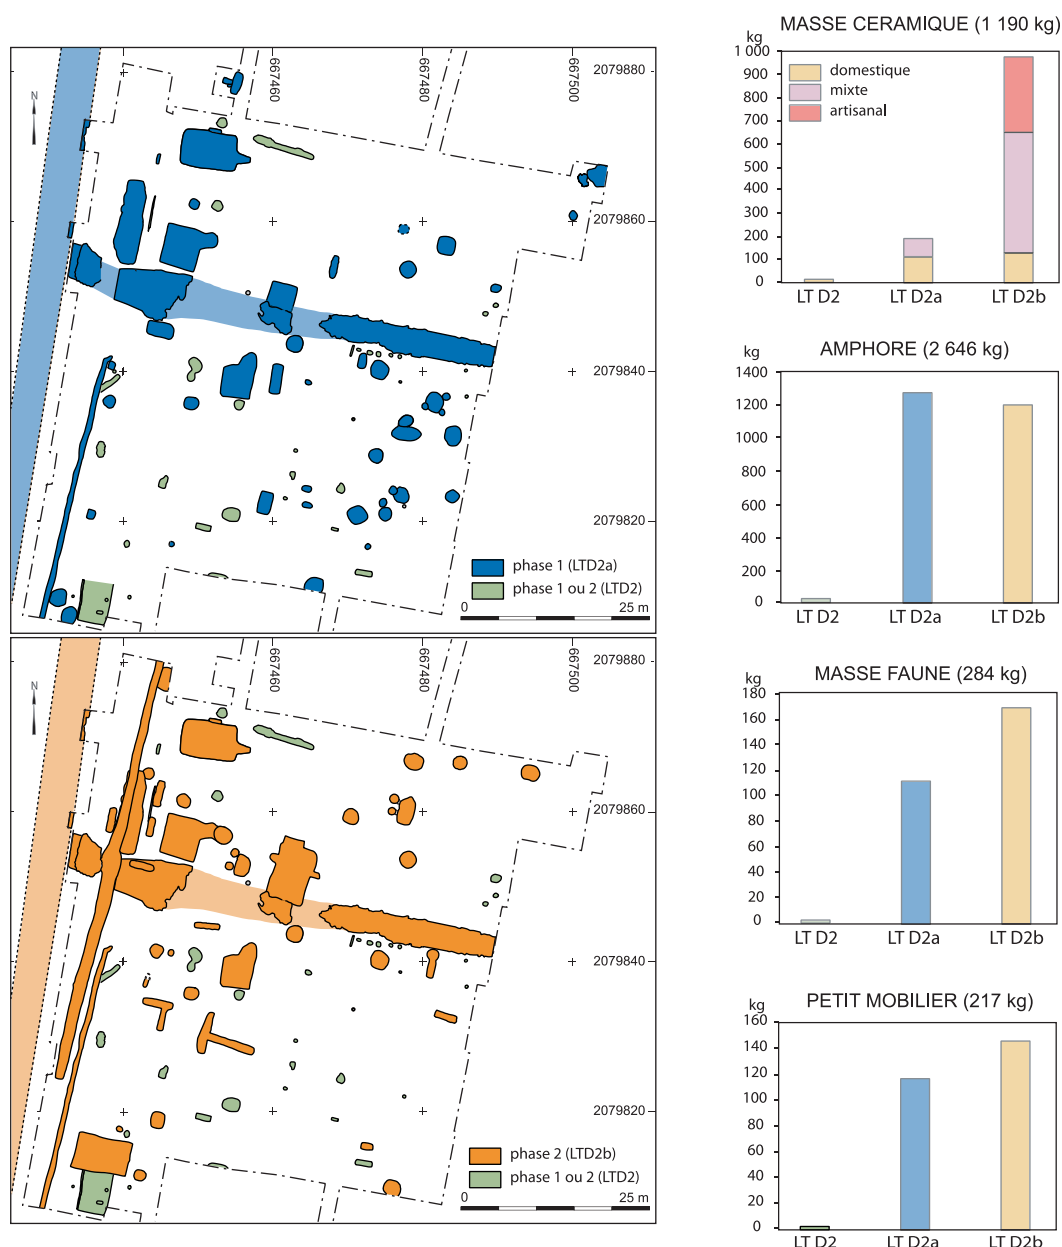 N
667460
667480
667500
2079880
2079860
2079840
2079820
phase 1 (LTD2a)
phase 1 ou 2 (LTD2)
0
25 m
N
667460
667480
667500
2079880
2079860
2079840
2079820
phase 2 (LTD2b)
phase 1 ou 2 (LTD2)
0
25 m
MASSE CERAMIQUE (1 190 kg)
kg
1 000
900
800
700
600
500
400
300
200
100
0
domestique
mixte
artisanal
LT D2 LT D2a LT D2b
AMPHORE (2 646 kg)
kg
1400
1200
1000
800
600
400
200
0
LT D2 LT D2a LT D2b
MASSE FAUNE (284 kg)
kg
180
160
140
120
100
80
60
40
20
0
LT D2 LT D2a LT D2b
PETIT MOBILIER (217 kg)
kg
160
140
120
100
80
60
40
20
0
LT D2 LT D2a LT D2b